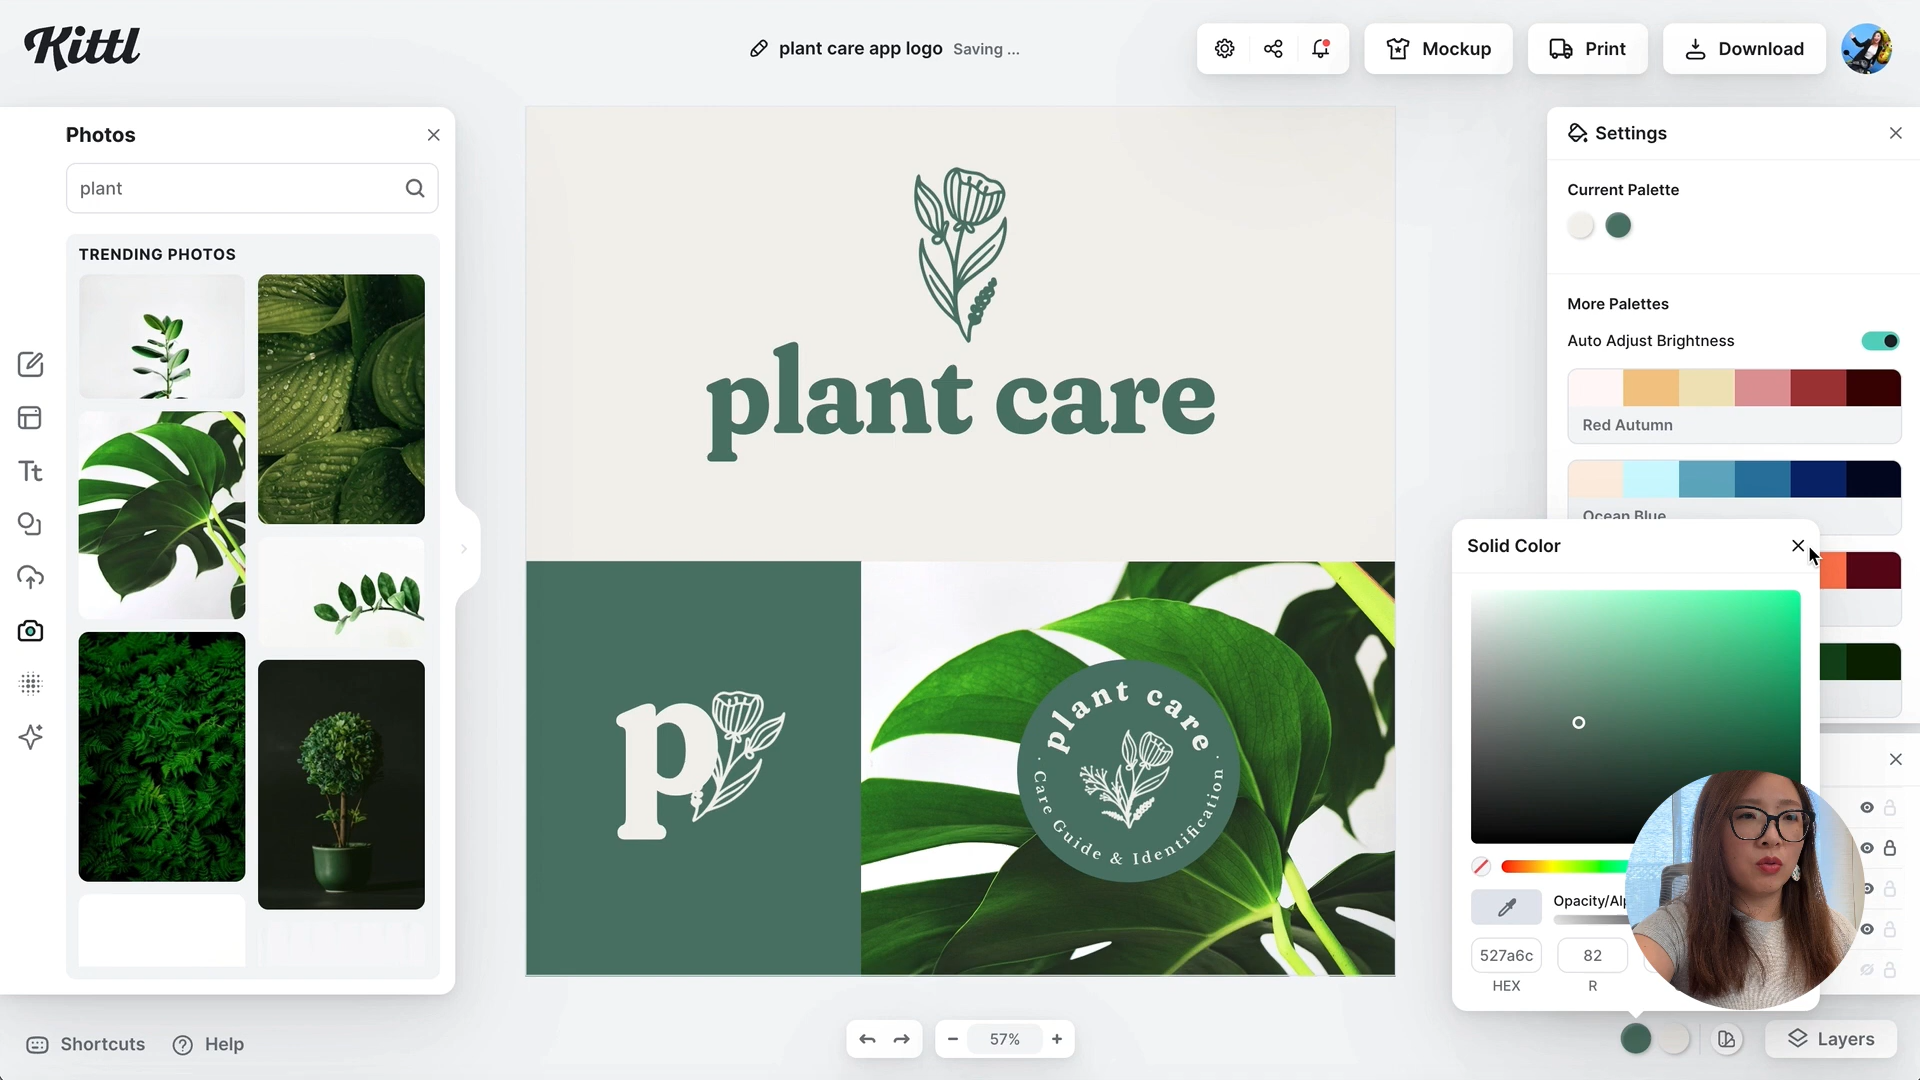 Kittl
plant care app logo Saving ...
Mockup
Print
Download
Photos
plant
TRENDING PHOTOS
Shortcuts
Help
plant care
p
plant care
· Care Guide & Identification ·
57%
Settings
Current Palette
More Palettes
Auto Adjust Brightness
Red Autumn
Ocean Blue
Solid Color
Opacity/Al
527a6c
82
HEX
R
Layers
Tt